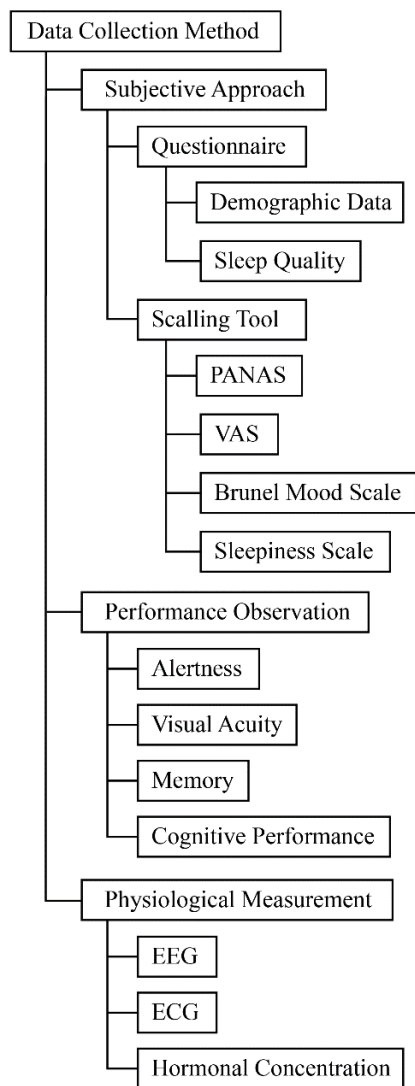 Data Collection Method
Subjective Approach
Questionnaire
Demographic Data
Sleep Quality
Scalling Tool
PANAS
VAS
Brunel Mood Scale
Sleepiness Scale
Performance Observation
Alertness
Visual Acuity
Memory
Cognitive Performance
Physiological Measurement
EEG
ECG
Hormonal Concentration